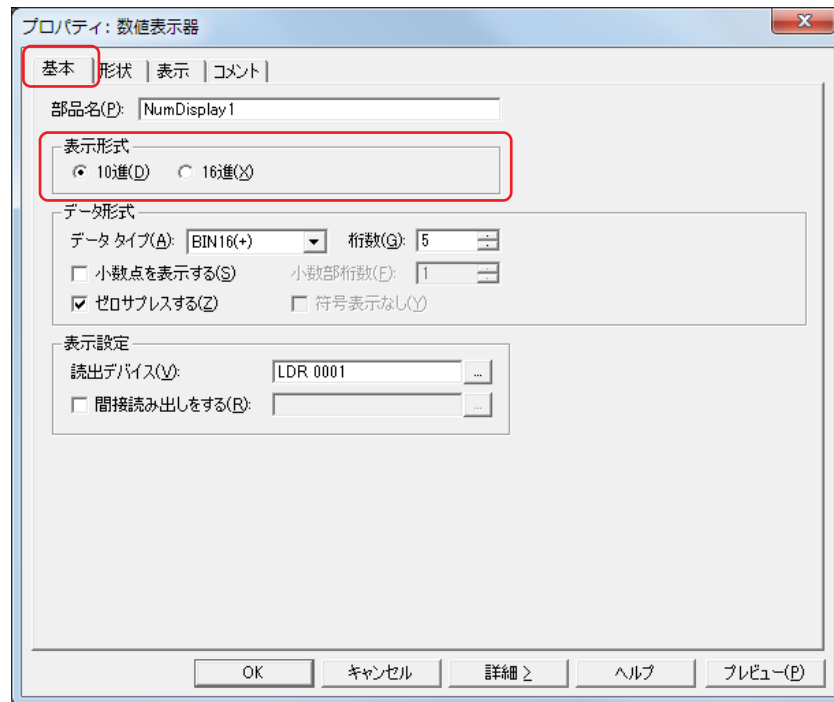 プロパティ: 数値表示器
基本 形状 表示 コメント
部品名(P): NumDisplay1
表示形式
10進(D) 16進(X)
データ形式
データ タイプ(A): BIN16(+) 桁数(G): 5
小数点を表示する(S) 小数部桁数(F): 1
ゼロサプレスする(Z) 符号表示なし(Y)
表示設定
読出デバイス(V): LDR 0001 ...
間接読み出しをする(R): ...
OK キャンセル 詳細 ≥ ヘルプ プレビュー(P)